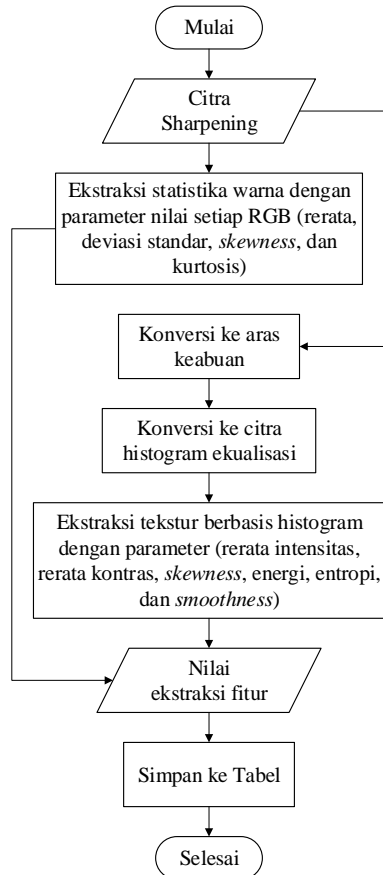 Mulai
Citra
Sharpening
Ekstraksi statistika warna dengan
parameter nilai setiap RGB (rerata,
deviasi standar, skewness, dan
kurtosis)
Konversi ke aras
keabuan
Konversi ke citra
histogram ekualisasi
Ekstraksi tekstur berbasis histogram
dengan parameter (rerata intensitas,
rerata kontras, skewness, energi, entropi,
dan smoothness)
Nilai
ekstraksi fitur
Simpan ke Tabel
Selesai